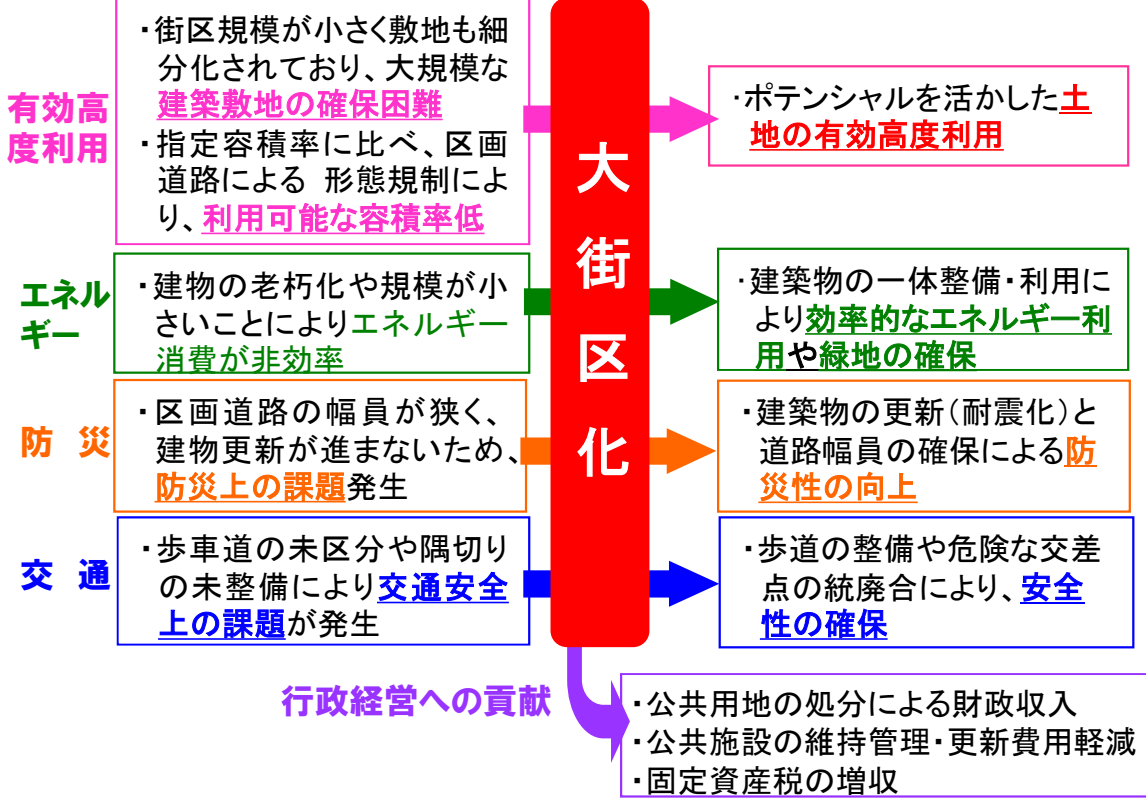 有効高
度利用
・街区規模が小さく敷地も細
分化されており、大規模な
建築敷地の確保困難
・指定容積率に比べ、区画
道路による 形態規制によ
り、利用可能な容積率低
エネル
ギー
・建物の老朽化や規模が小
さいことによりエネルギー
消費が非効率
防 災
・区画道路の幅員が狭く、
建物更新が進まないため、
防災上の課題発生
交 通
・歩車道の未区分や隅切り
の未整備により交通安全
上の課題が発生
大
街
区
化
・ポテンシャルを活かした土
地の有効高度利用
・建築物の一体整備・利用に
より効率的なエネルギー利
用や緑地の確保
・建築物の更新（耐震化）と
道路幅員の確保による防
災性の向上
・歩道の整備や危険な交差
点の統廃合により、安全
性の確保
行政経営への貢献
・公共用地の処分による財政収入
・公共施設の維持管理・更新費用軽減
・固定資産税の増収